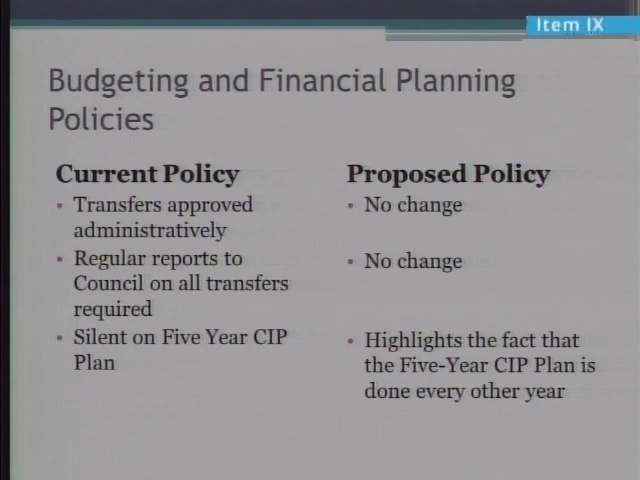 Item IX
Budgeting and Financial Planning
Policies
Current Policy
• Transfers approved
administratively
• Regular reports to
Council on all transfers
required
• Silent on Five Year CIP
Plan
Proposed Policy
• No change
• No change
• Highlights the fact that
the Five-Year CIP Plan is
done every other year